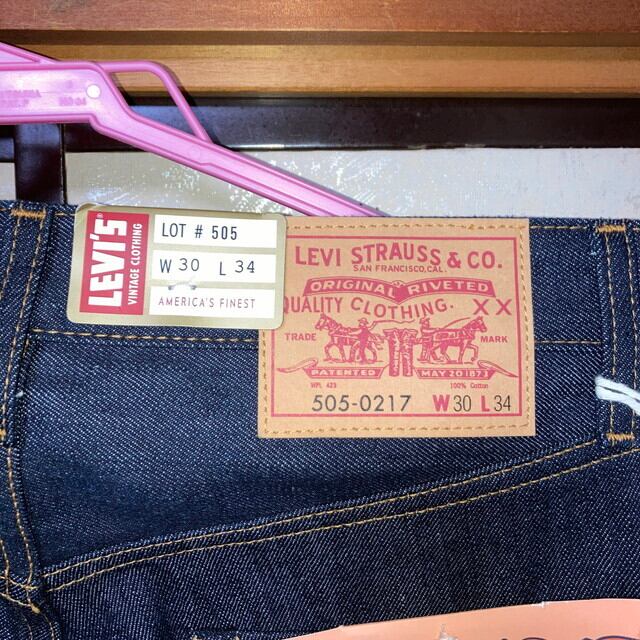 LEVI'S
VINTAGE CLOTHING
LOT # 505
W 30 L 34
AMERICA'S FINEST
LEVI STRAUSS & CO.
SAN FRANCISCO, CAL.
ORIGINAL RIVETED
QUALITY CLOTHING. XX
TRADE MARK
PATENTED MAY 20 1873
WPL 423 100% Cotton
505-0217 W30 L34